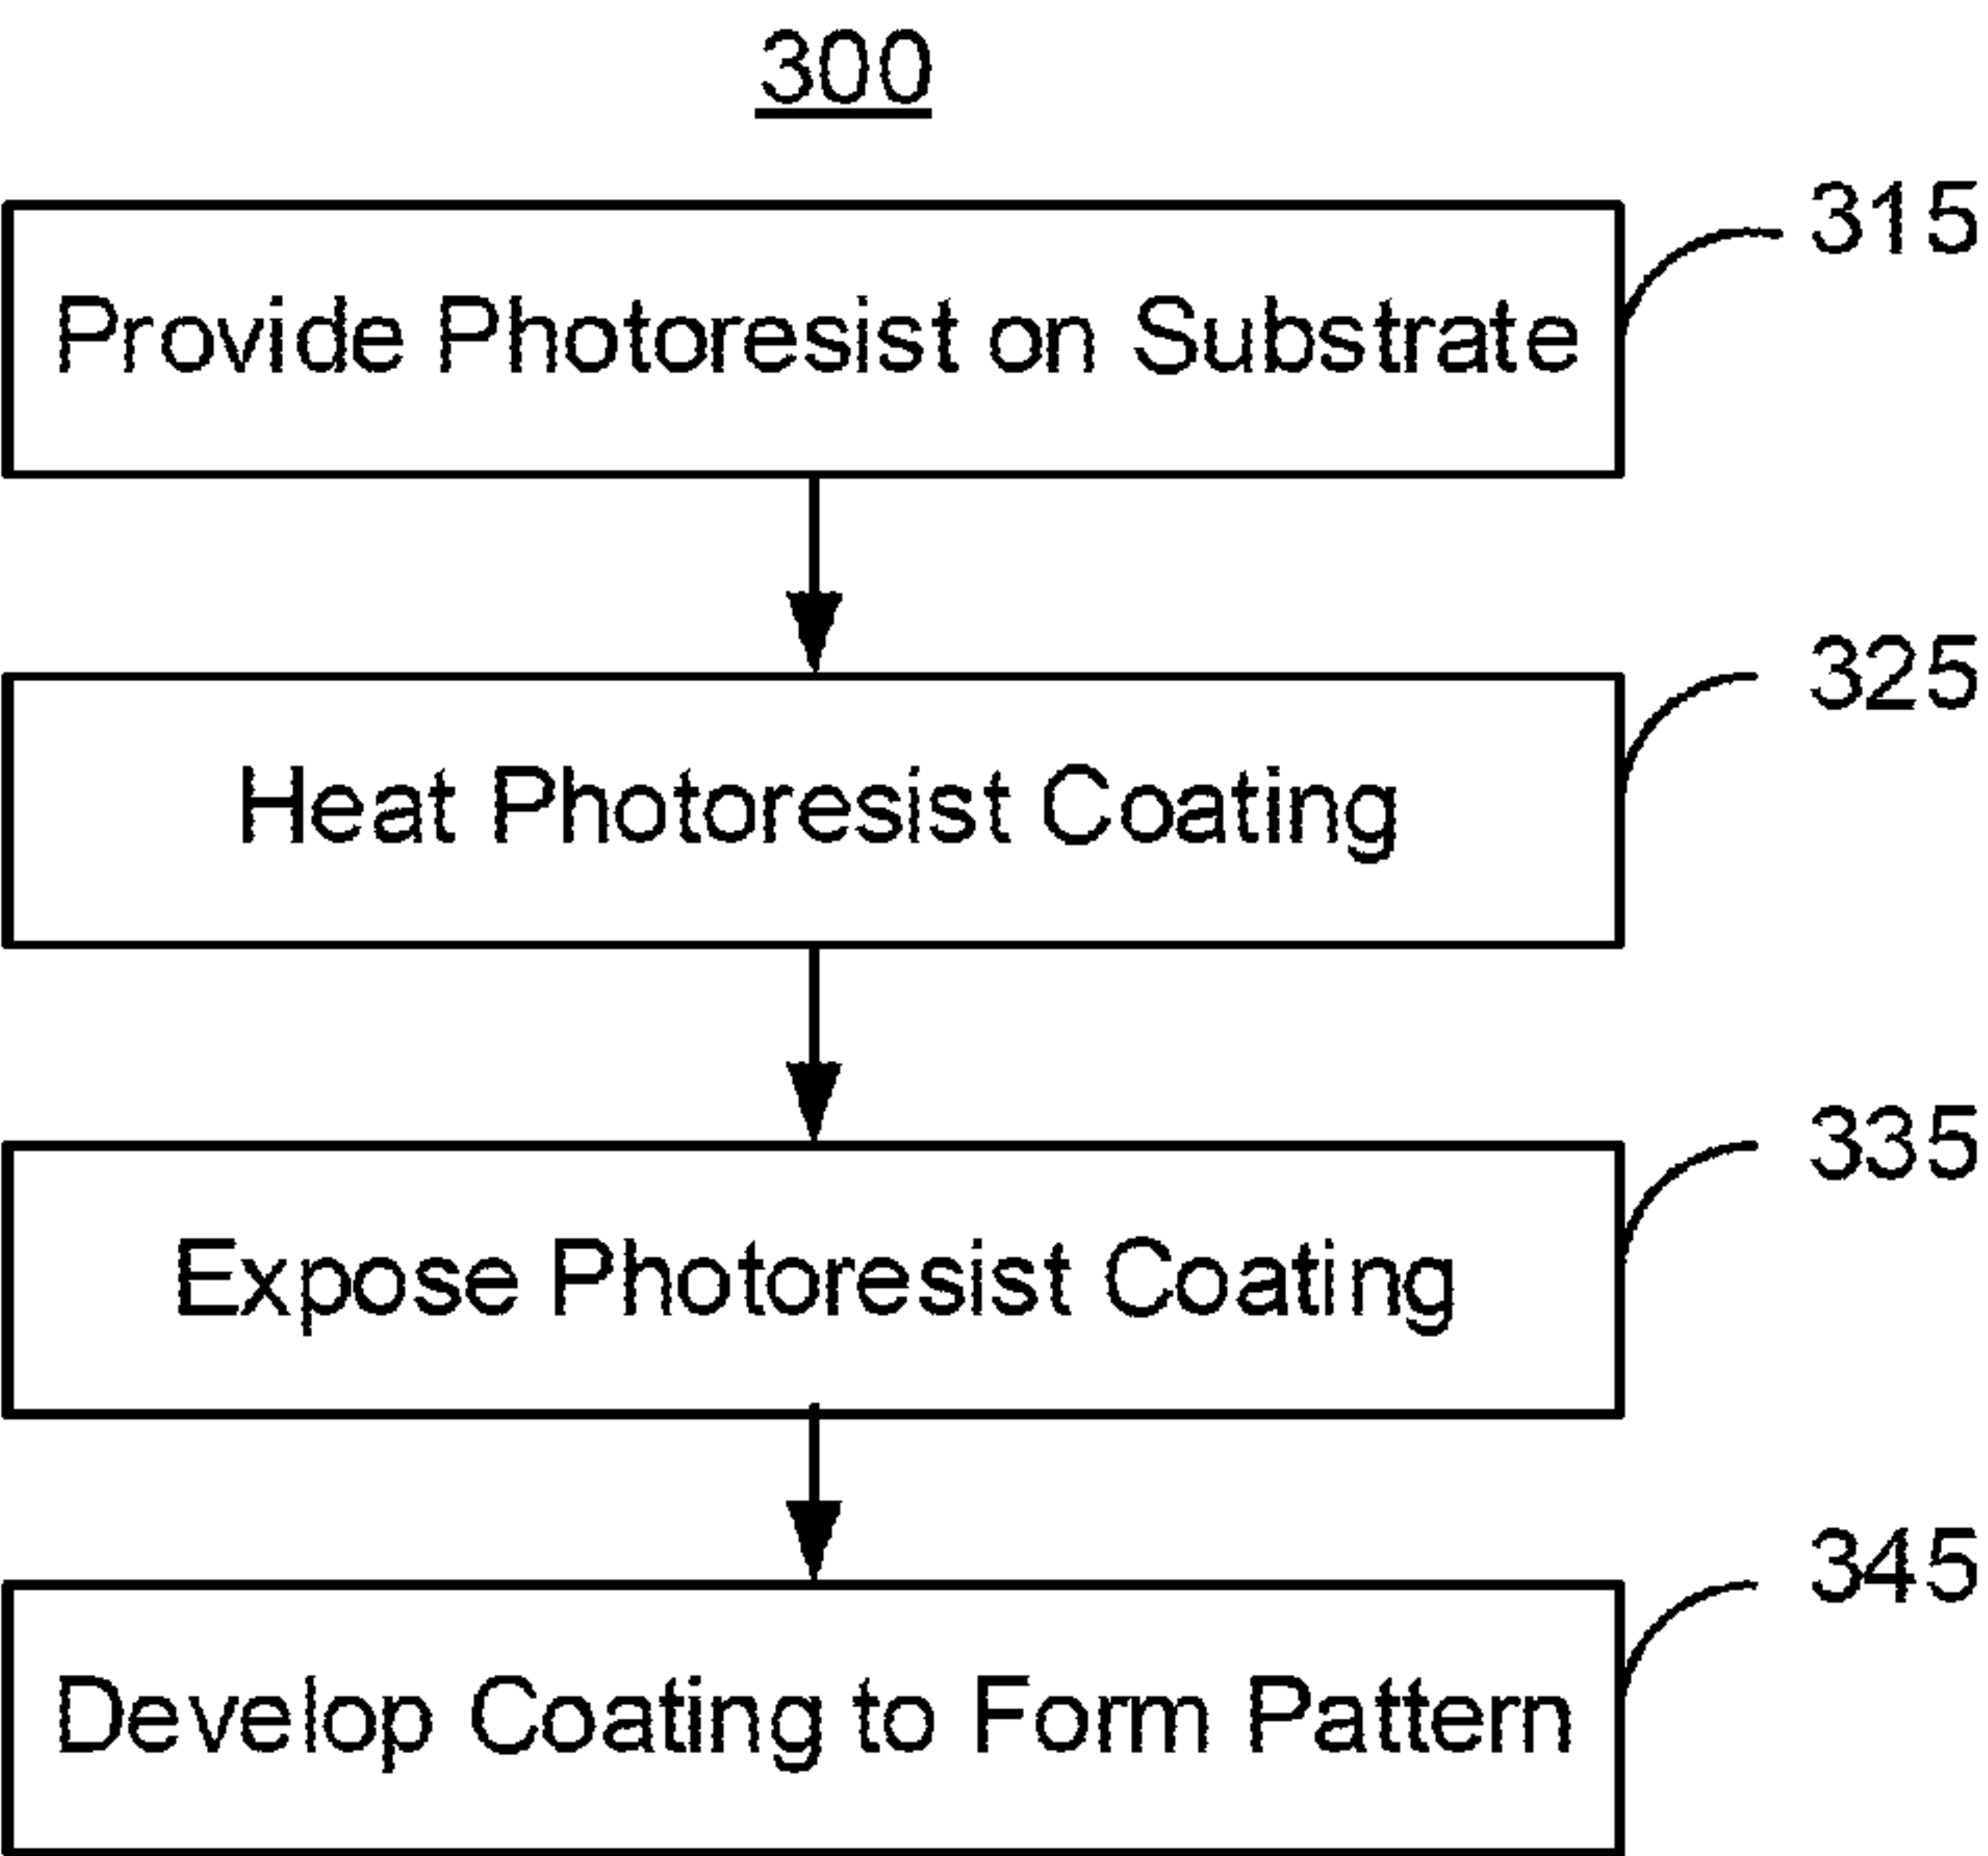 300
315
Provide Photoresist on Substrate
325
Heat Photoresist Coating
335
Expose Photoresist Coating
345
Develop Coating to Form Pattern